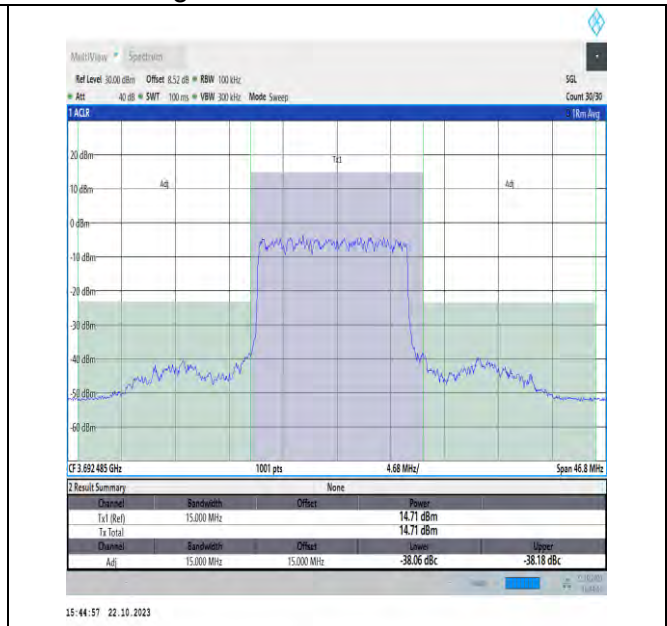 MultiView Spectrum
Ref Level 30.00 dBm Offset 8.52 dB RBW 100 kHz SGL
Att 40 dB SWT 100 ms VBW 300 kHz Mode Sweep Count 30/30
1 ACLR 1Rm Avg
20 dBm
Tx1
Adj Adj
10 dBm
0 dBm
-10 dBm
-20 dBm
-30 dBm
-40 dBm
-50 dBm
-60 dBm
CF 3.692 485 GHz 1001 pts 4.68 MHz/ Span 46.8 MHz
2 Result Summary None
Channel Bandwidth Offset Power
Tx1 (Ref) 15.000 MHz 14.71 dBm
Tx Total 14.71 dBm
Channel Bandwidth Offset Lower Upper
Adj 15.000 MHz 15.000 MHz -38.06 dBc -38.18 dBc
15:44:57 22.10.2023